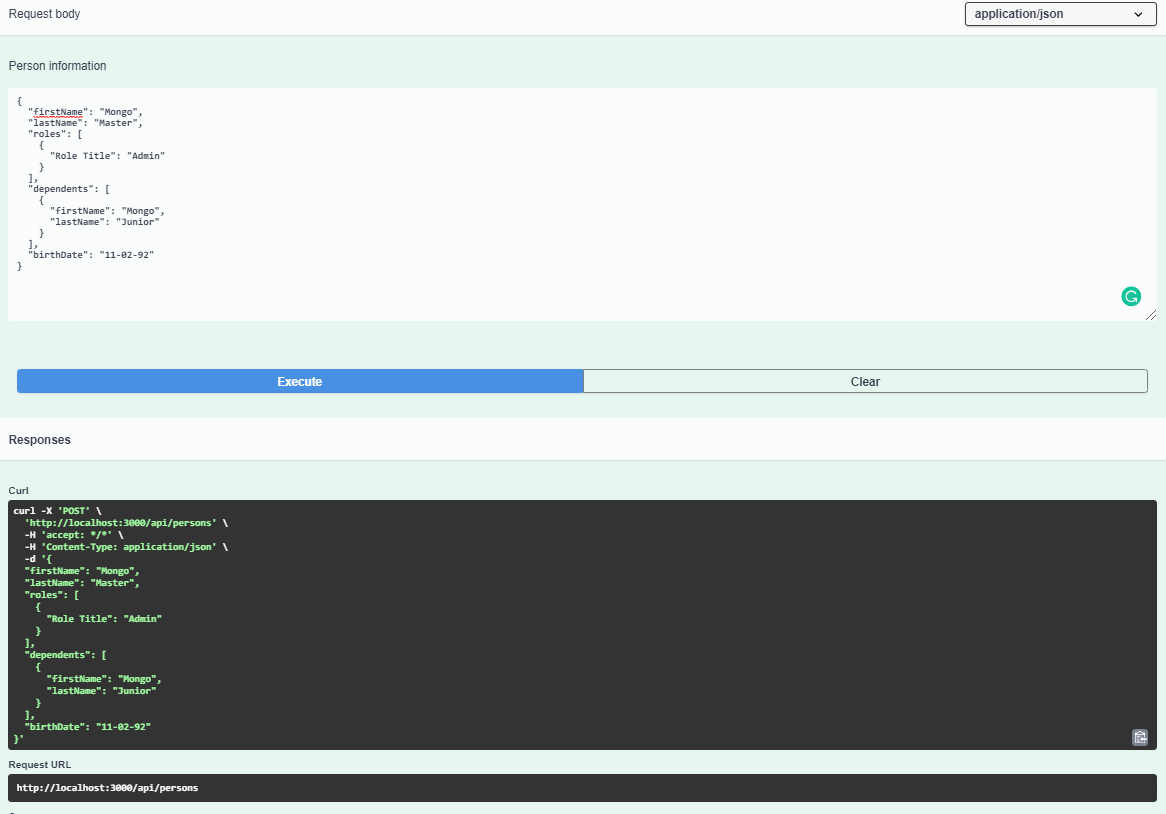 Request body
application/json
Person information
{
  "firstName": "Mongo",
  "lastName": "Master",
  "roles": [
    {
      "Role Title": "Admin"
    }
  ],
  "dependents": [
    {
      "firstName": "Mongo",
      "lastName": "Junior"
    }
  ],
  "birthDate": "11-02-92"
}
Execute
Clear
Responses
Curl
curl -X 'POST' \
  'http://localhost:3000/api/persons' \
  -H 'accept: */*' \
  -H 'Content-Type: application/json' \
  -d '{
  "firstName": "Mongo",
  "lastName": "Master",
  "roles": [
    {
      "Role Title": "Admin"
    }
  ],
  "dependents": [
    {
      "firstName": "Mongo",
      "lastName": "Junior"
    }
  ],
  "birthDate": "11-02-92"
}'
Request URL
http://localhost:3000/api/persons